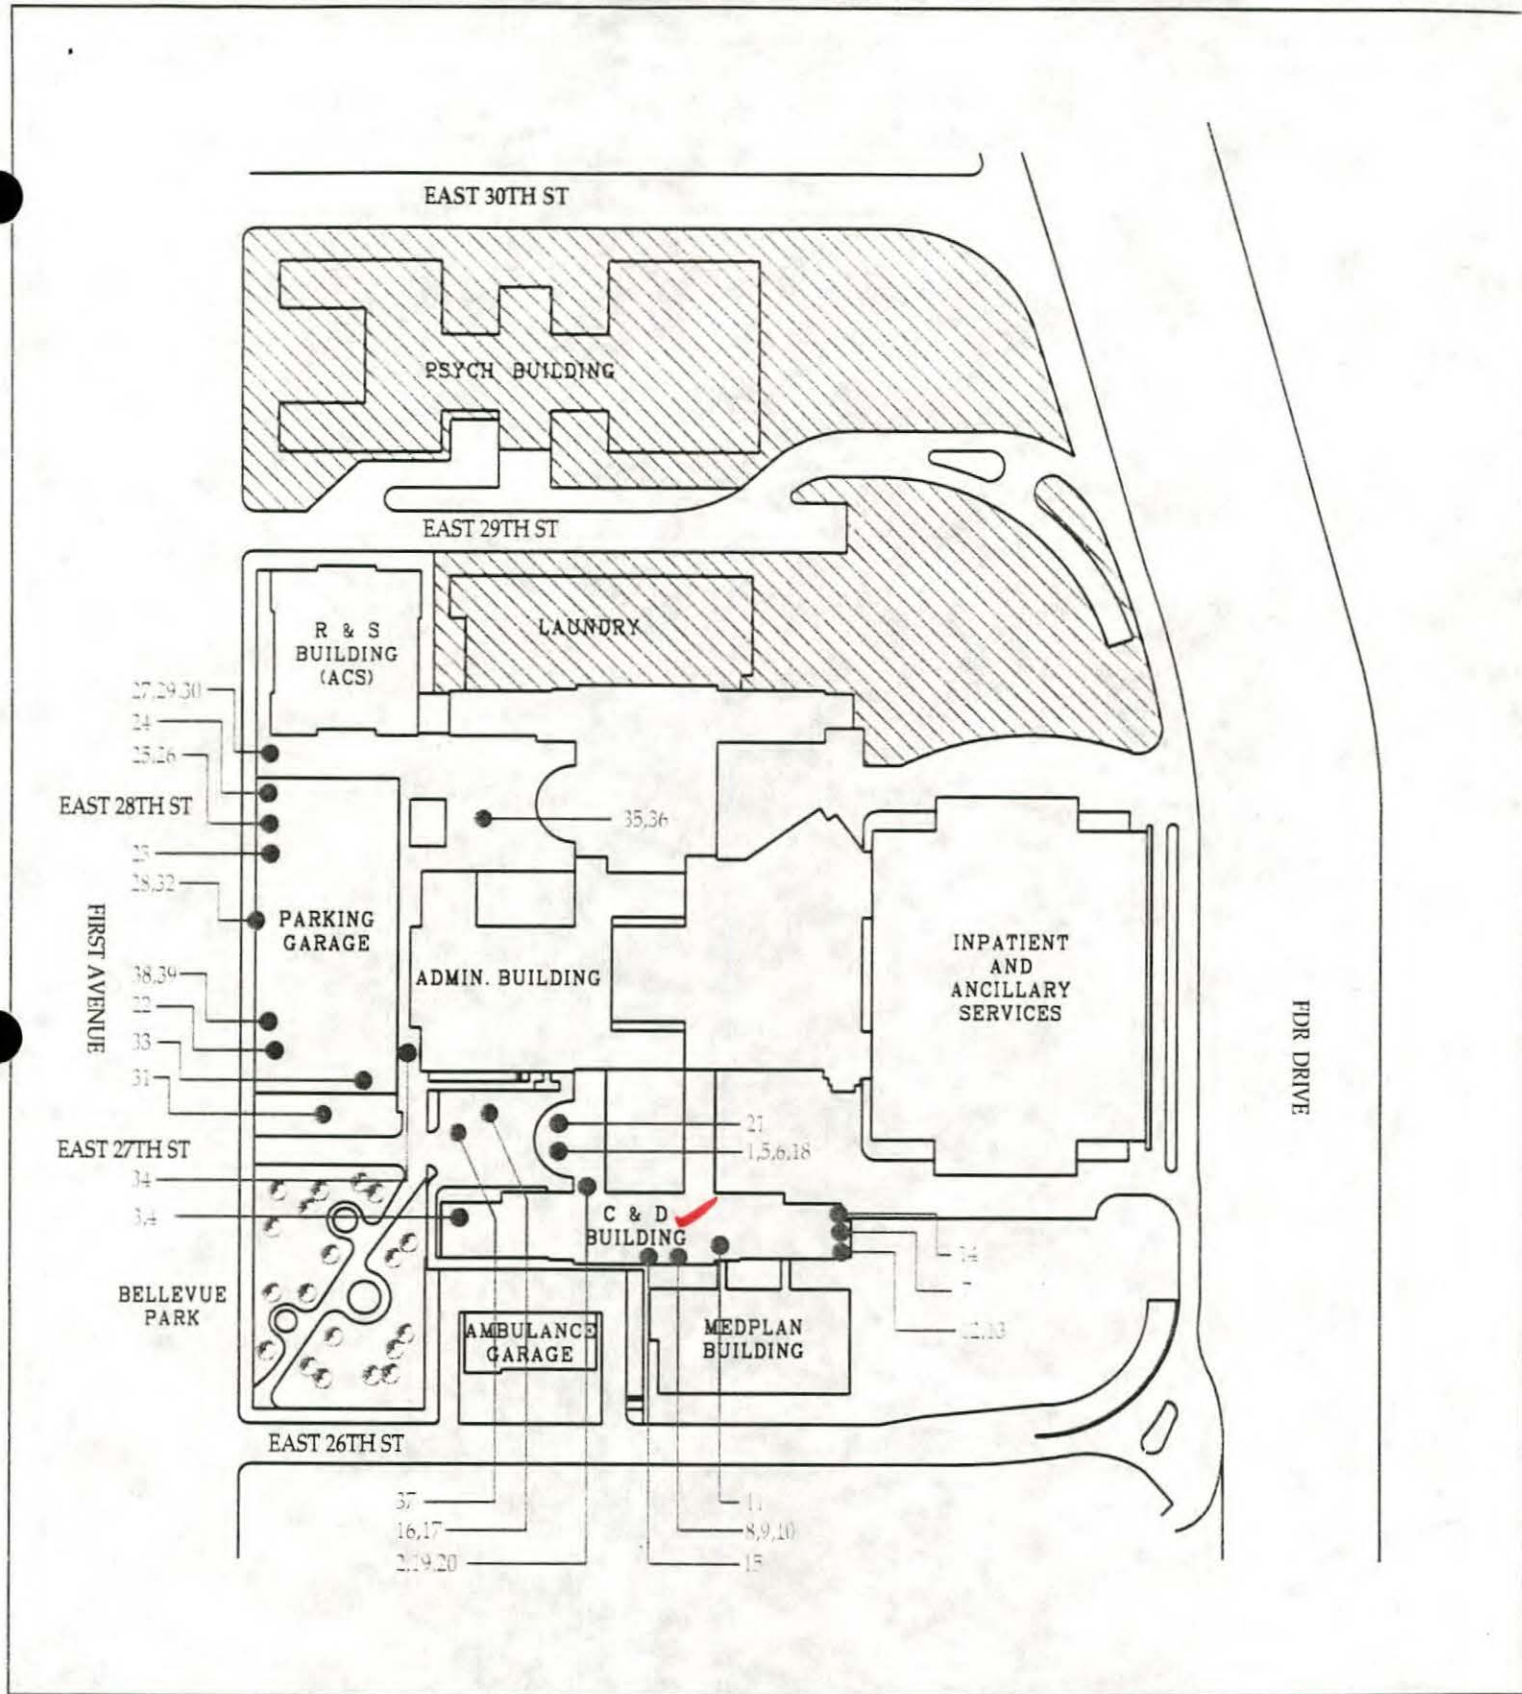 EAST 30TH ST
PSYCH BUILDING
EAST 29TH ST
R & S
BUILDING
(ACS)
LAUNDRY
27,29,30
24
25,26
EAST 28TH ST
35,36
23
28,32
FIRST AVENUE
PARKING
GARAGE
ADMIN. BUILDING
INPATIENT
AND
ANCILLARY
SERVICES
38,39
22
33
31
FDR DRIVE
EAST 27TH ST
21
1,5,6,18
34
3,4
C & D
BUILDING
14
7
12,13
BELLEVUE
PARK
AMBULANCE
GARAGE
MEDPLAN
BUILDING
EAST 26TH ST
37
11
16,17
8,9,10
2,19,20
15